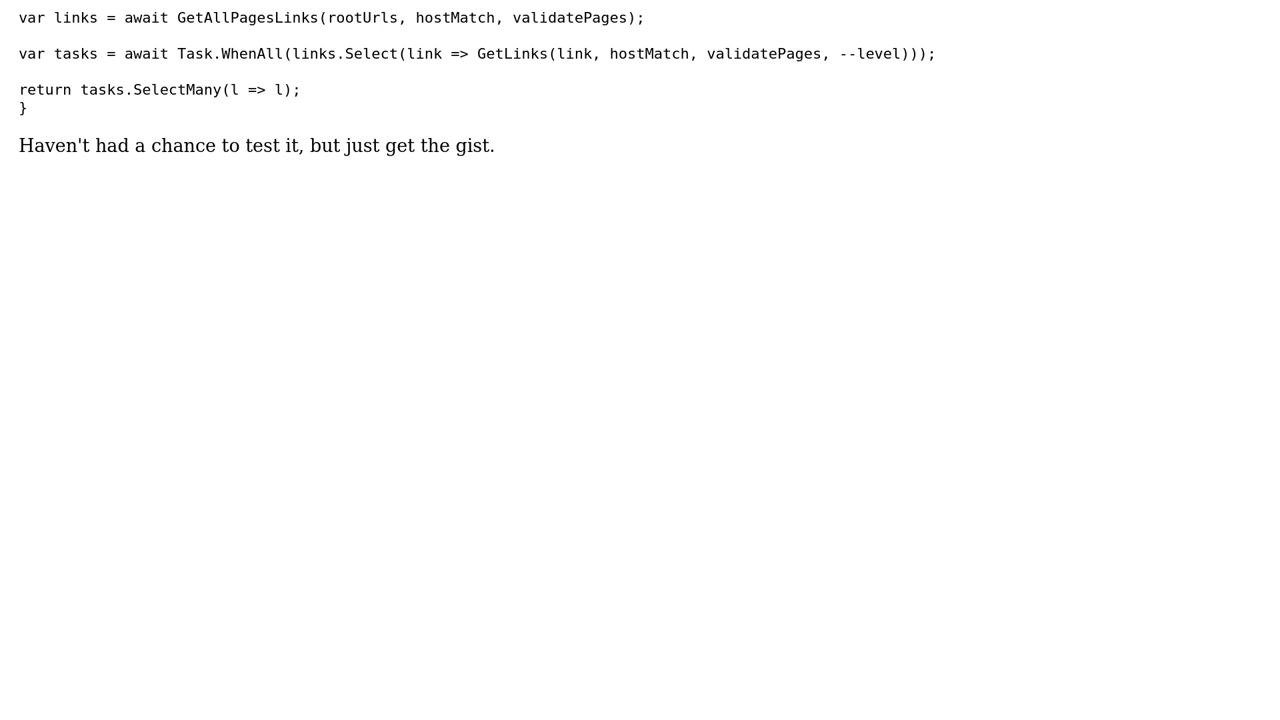 var links = await GetAllPagesLinks(rootUrls, hostMatch, validatePages);
var tasks = await Task.WhenAll(links.Select(link => GetLinks(link, hostMatch, validatePages, --level)));
return tasks.SelectMany(l => l);
}
Haven't had a chance to test it, but just get the gist.